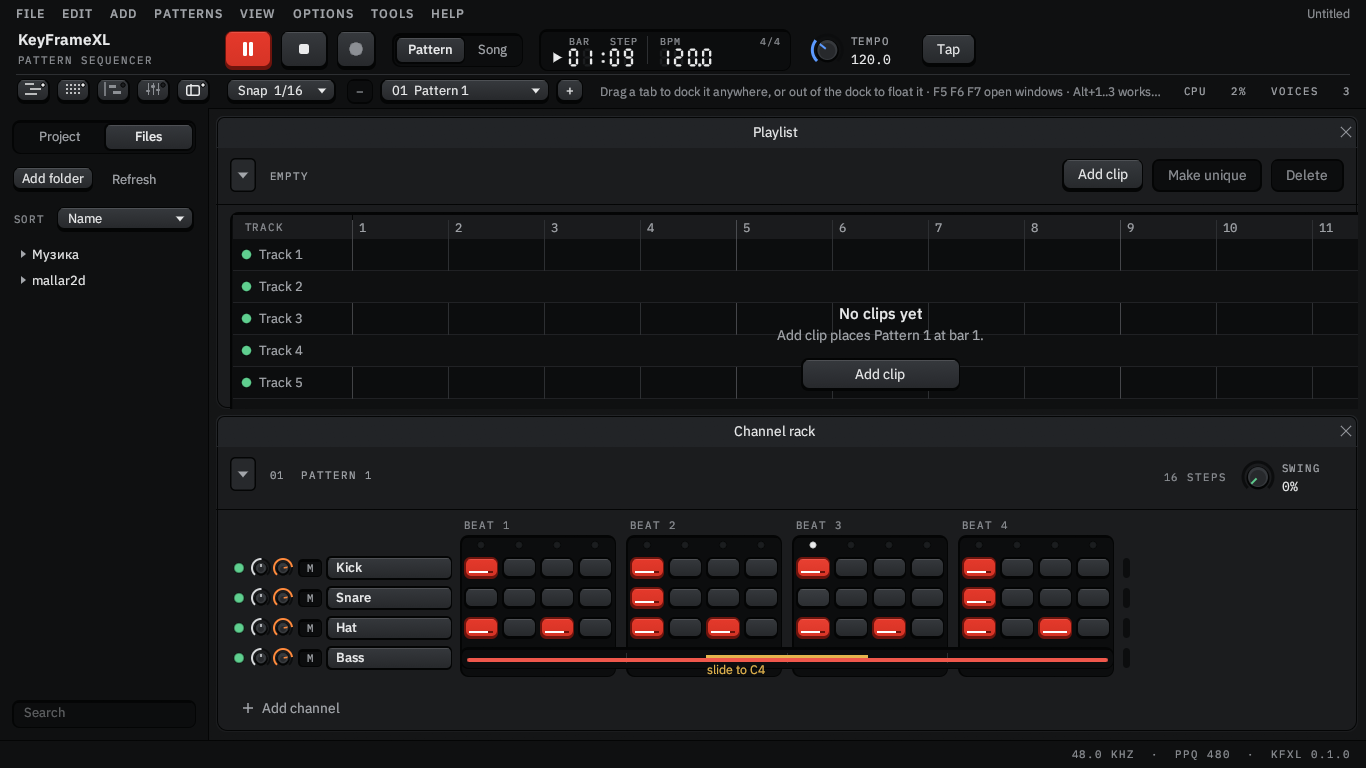 FILE EDIT ADD PATTERNS VIEW OPTIONS TOOLS HELP Untitled
KeyFrameXL
PATTERN SEQUENCER
Pattern Song
BAR STEP BPM 4/4
01:09 120.0
TEMPO
120.0
Tap
Snap 1/16 − 01 Pattern 1 + Drag a tab to dock it anywhere, or out of the dock to float it · F5 F6 F7 open windows · Alt+1..3 works... CPU 2% VOICES 3
Project Files
Add folder Refresh
SORT Name
Музика
mallar2d
Search
Playlist
EMPTY Add clip Make unique Delete
TRACK 1 2 3 4 5 6 7 8 9 10 11
Track 1
Track 2
Track 3
Track 4
Track 5
No clips yet
Add clip places Pattern 1 at bar 1.
Add clip
Channel rack
01 PATTERN 1 16 STEPS SWING
0%
BEAT 1 BEAT 2 BEAT 3 BEAT 4
M Kick
M Snare
M Hat
M Bass
slide to C4
+ Add channel
48.0 KHZ · PPQ 480 · KFXL 0.1.0